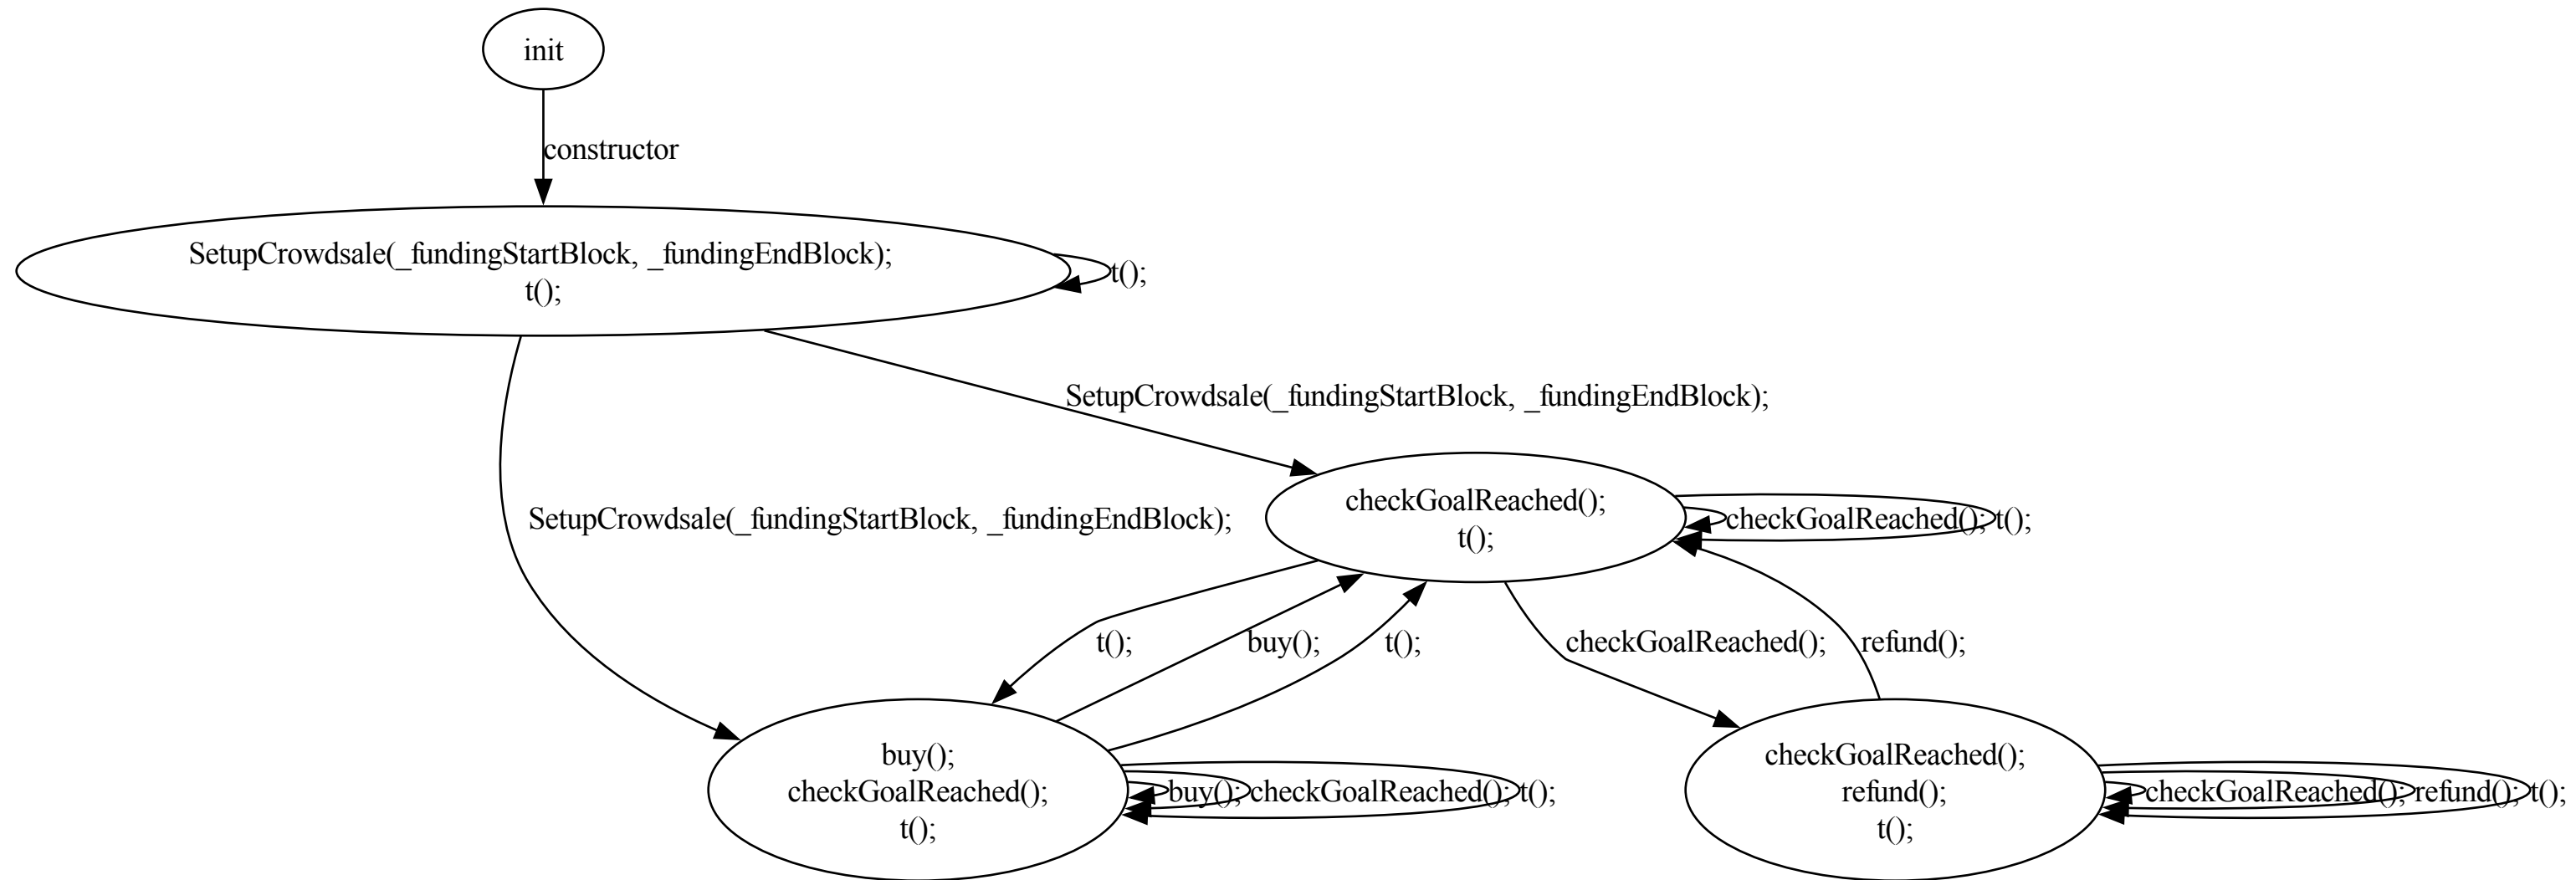 init
constructor
SetupCrowdsale(_fundingStartBlock, _fundingEndBlock);
t();
t();
SetupCrowdsale(_fundingStartBlock, _fundingEndBlock);
SetupCrowdsale(_fundingStartBlock, _fundingEndBlock);
checkGoalReached();
t();
checkGoalReached();
t();
t();
buy();
t();
checkGoalReached();
refund();
buy();
checkGoalReached();
t();
buy();
checkGoalReached();
t();
checkGoalReached();
refund();
t();
checkGoalReached();
refund();
t();